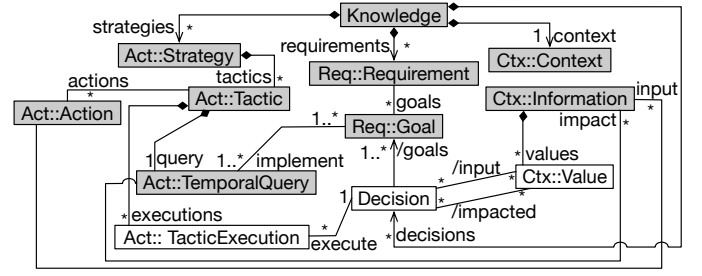 Knowledge
strategies *
requirements *
1 context
Act::Strategy
Ctx::Context
Req::Requirement
actions
*
tactics *
Act::Tactic
* goals
Ctx::Information
input
*
Act::Action
impact *
1..*
Req::Goal
1 query
1..* implement
1..* /goals
/input
* values
Act::TemporalQuery
*
*
Ctx::Value
1
Decision
*
*
*
/impacted
* executions
Act:: TacticExecution
*
execute
* decisions